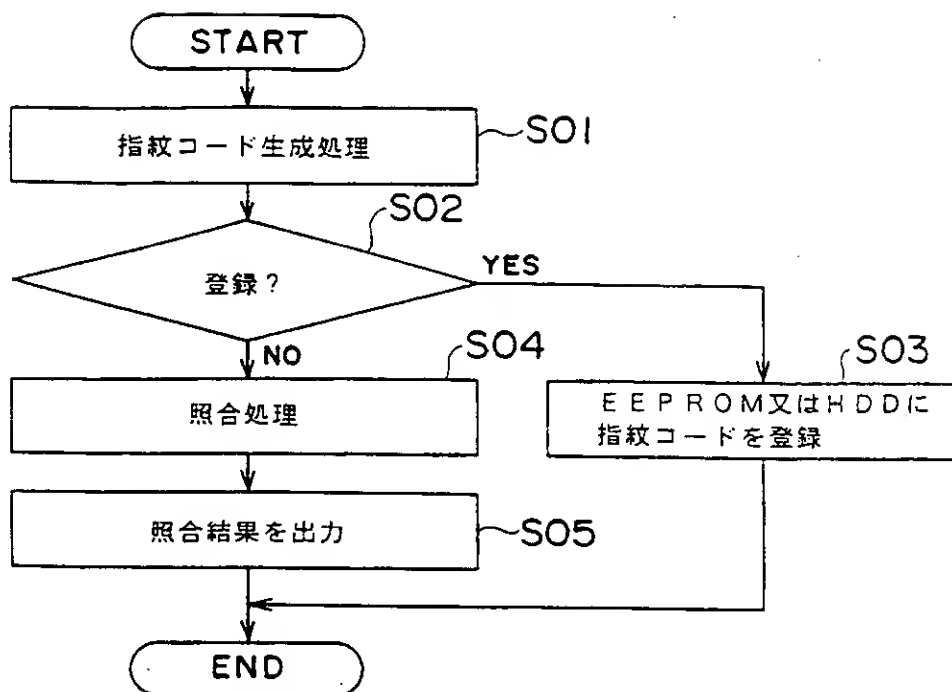 START
指紋コード生成処理
S01
S02
登録?
YES
NO
S04
照合処理
S03
EEPROM又はHDDに
指紋コードを登録
照合結果を出力
S05
END